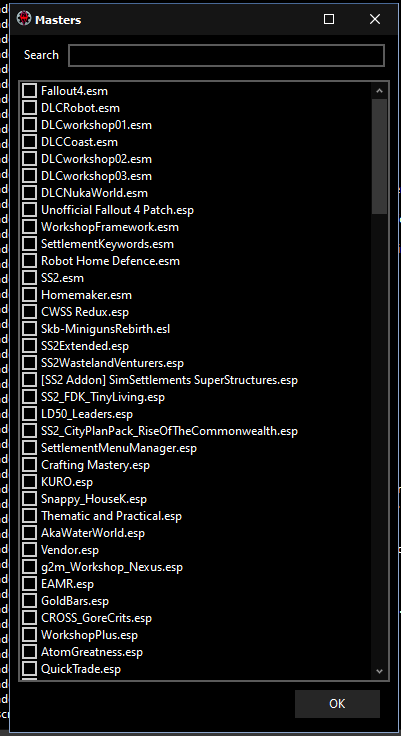 Masters
Search
Fallout4.esm
DLCRobot.esm
DLCworkshop01.esm
DLCCoast.esm
DLCworkshop02.esm
DLCworkshop03.esm
DLCNukaWorld.esm
Unofficial Fallout 4 Patch.esp
WorkshopFramework.esm
SettlementKeywords.esm
Robot Home Defence.esm
SS2.esm
Homemaker.esm
CWSS Redux.esp
Skb-MinigunsRebirth.esl
SS2Extended.esp
SS2WastelandVenturers.esp
[SS2 Addon] SimSettlements SuperStructures.esp
SS2_FDK_TinyLiving.esp
LD50_Leaders.esp
SS2_CityPlanPack_RiseOfTheCommonwealth.esp
SettlementMenuManager.esp
Crafting Mastery.esp
KURO.esp
Snappy_HouseK.esp
Thematic and Practical.esp
AkaWaterWorld.esp
Vendor.esp
g2m_Workshop_Nexus.esp
EAMR.esp
GoldBars.esp
CROSS_GoreCrits.esp
WorkshopPlus.esp
AtomGreatness.esp
QuickTrade.esp
OK